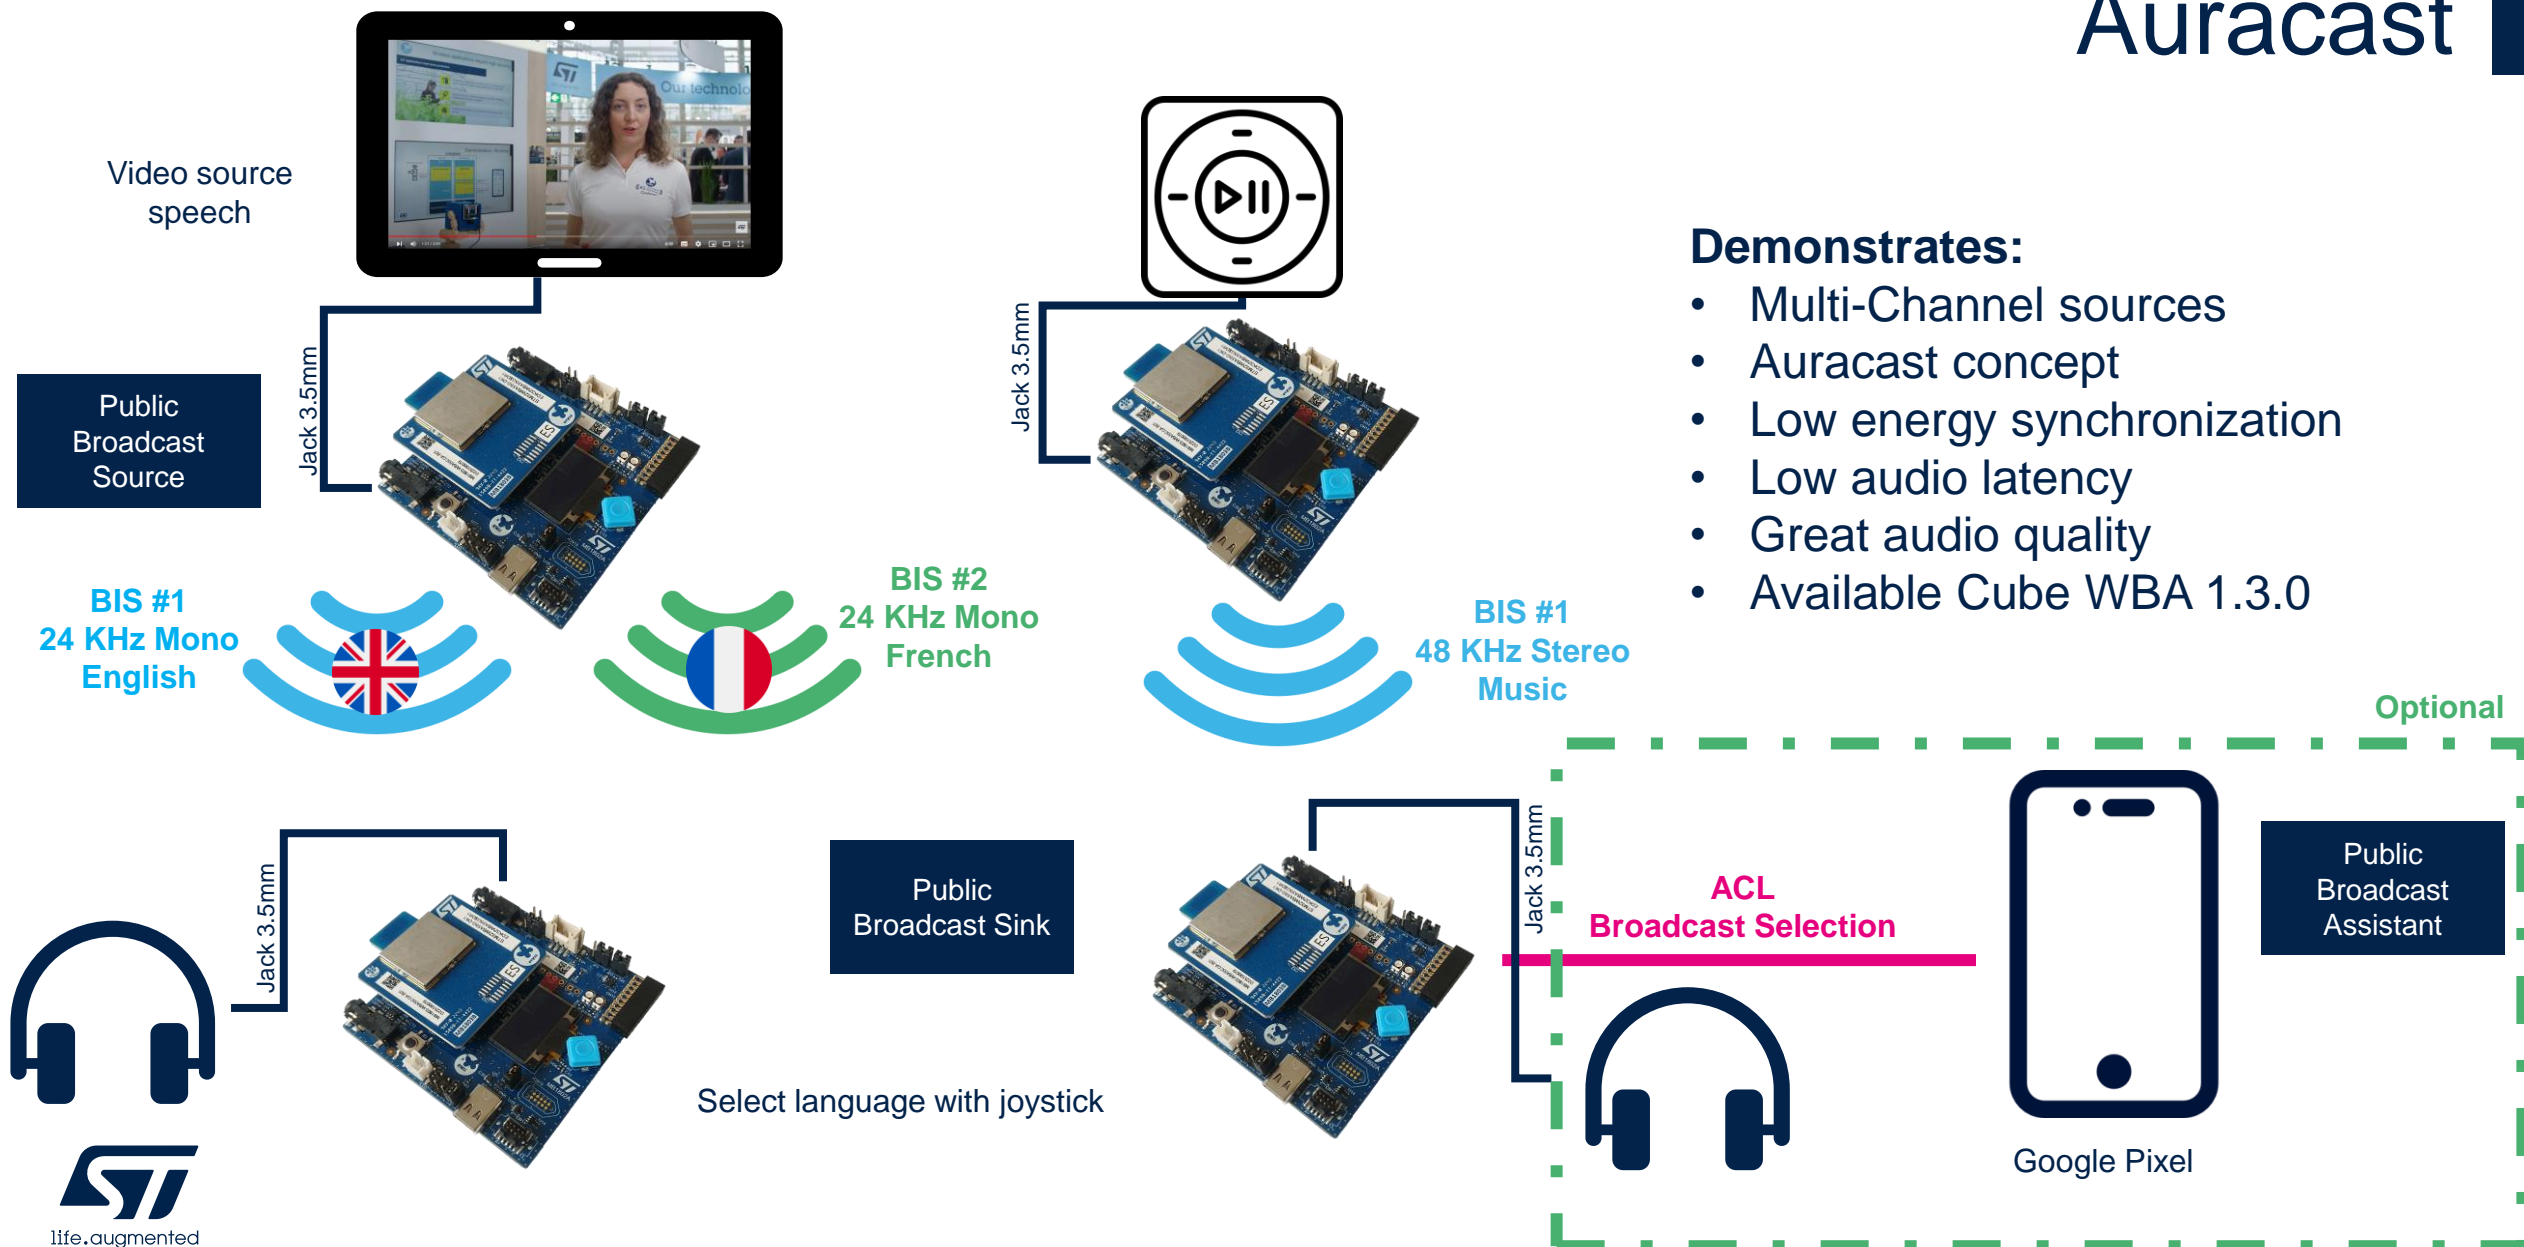 Auracast
Our technolo
Video source
speech
Jack 3.5mm
Public
Broadcast
Source
Jack 3.5mm
Demonstrates:
• Multi-Channel sources
• Auracast concept
• Low energy synchronization
• Low audio latency
• Great audio quality
• Available Cube WBA 1.3.0
BIS #1
24 KHz Mono
English
BIS #2
24 KHz Mono
French
BIS #1
48 KHz Stereo
Music
Optional
Jack 3.5mm
Public
Broadcast Sink
Jack 3.5mm
ACL
Broadcast Selection
Public
Broadcast
Assistant
Select language with joystick
Google Pixel
ST
life.augmented